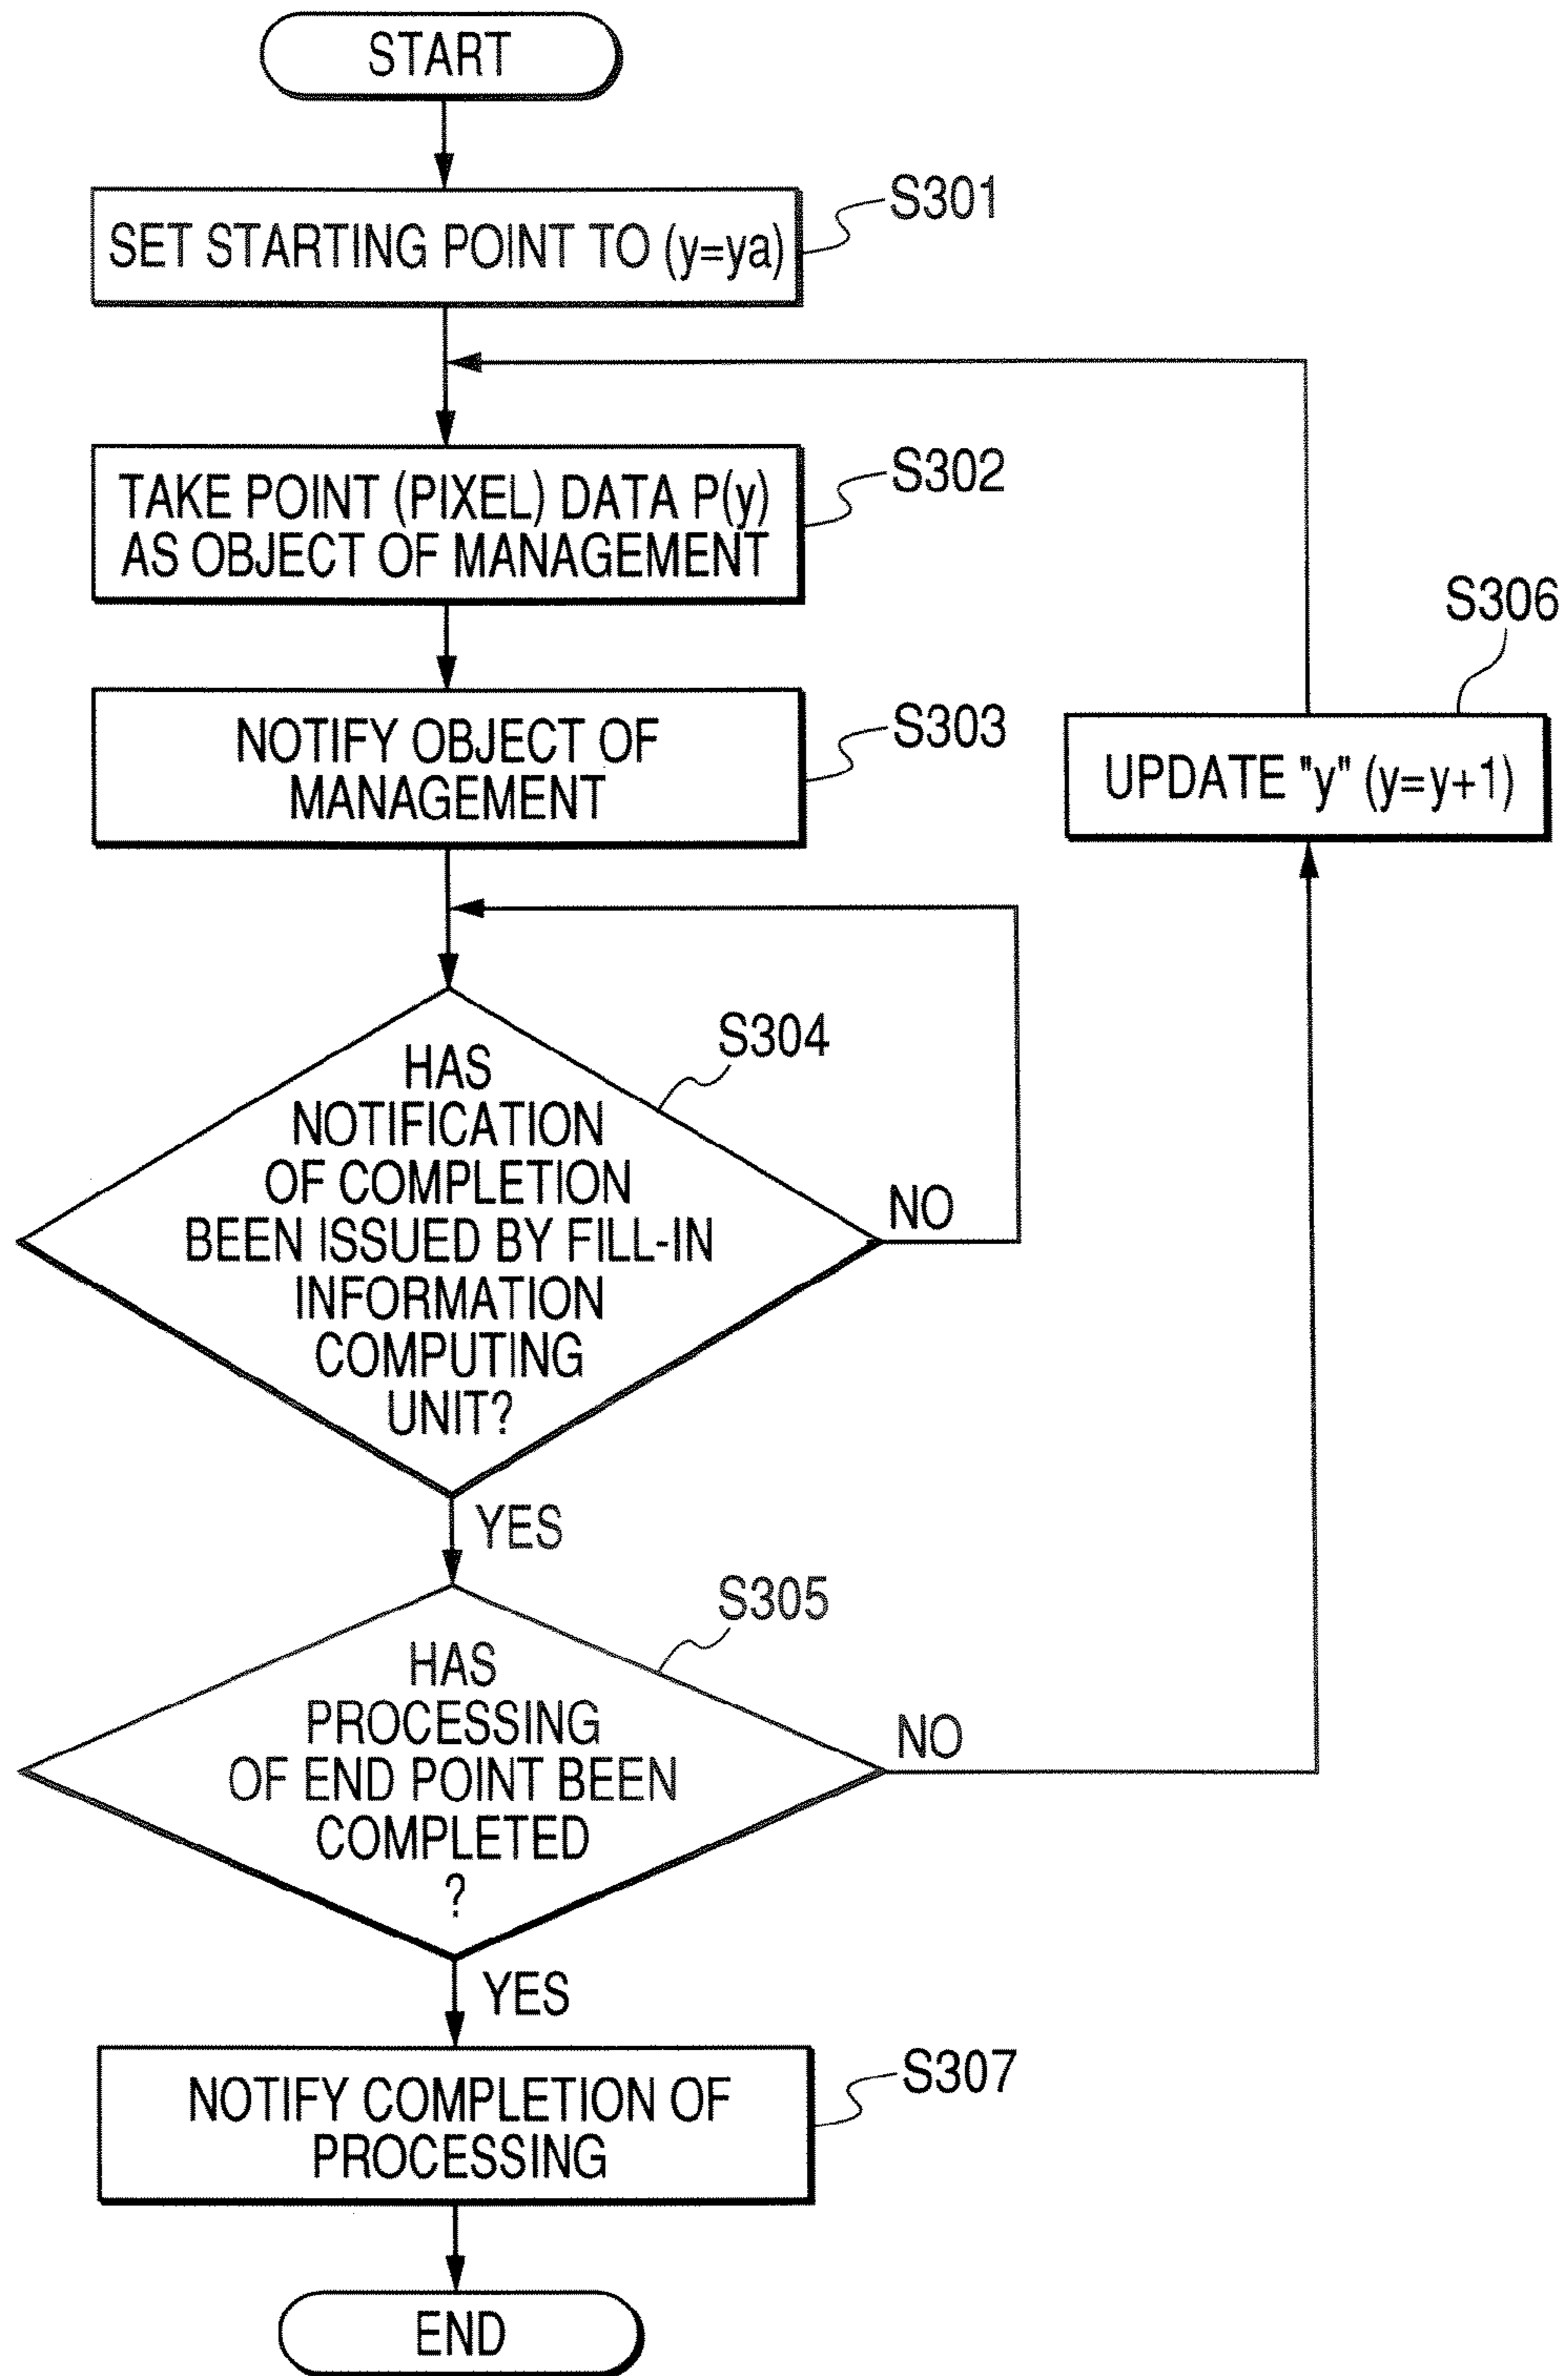 START
S301
SET STARTING POINT TO (y=ya)
S302
TAKE POINT (PIXEL) DATA P(y)
AS OBJECT OF MANAGEMENT
S306
S303
NOTIFY OBJECT OF
MANAGEMENT
UPDATE "y" (y=y+1)
S304
HAS
NOTIFICATION
OF COMPLETION
BEEN ISSUED BY FILL-IN
INFORMATION
COMPUTING
UNIT?
NO
YES
S305
HAS
PROCESSING
OF END POINT BEEN
COMPLETED
?
NO
YES
S307
NOTIFY COMPLETION OF
PROCESSING
END